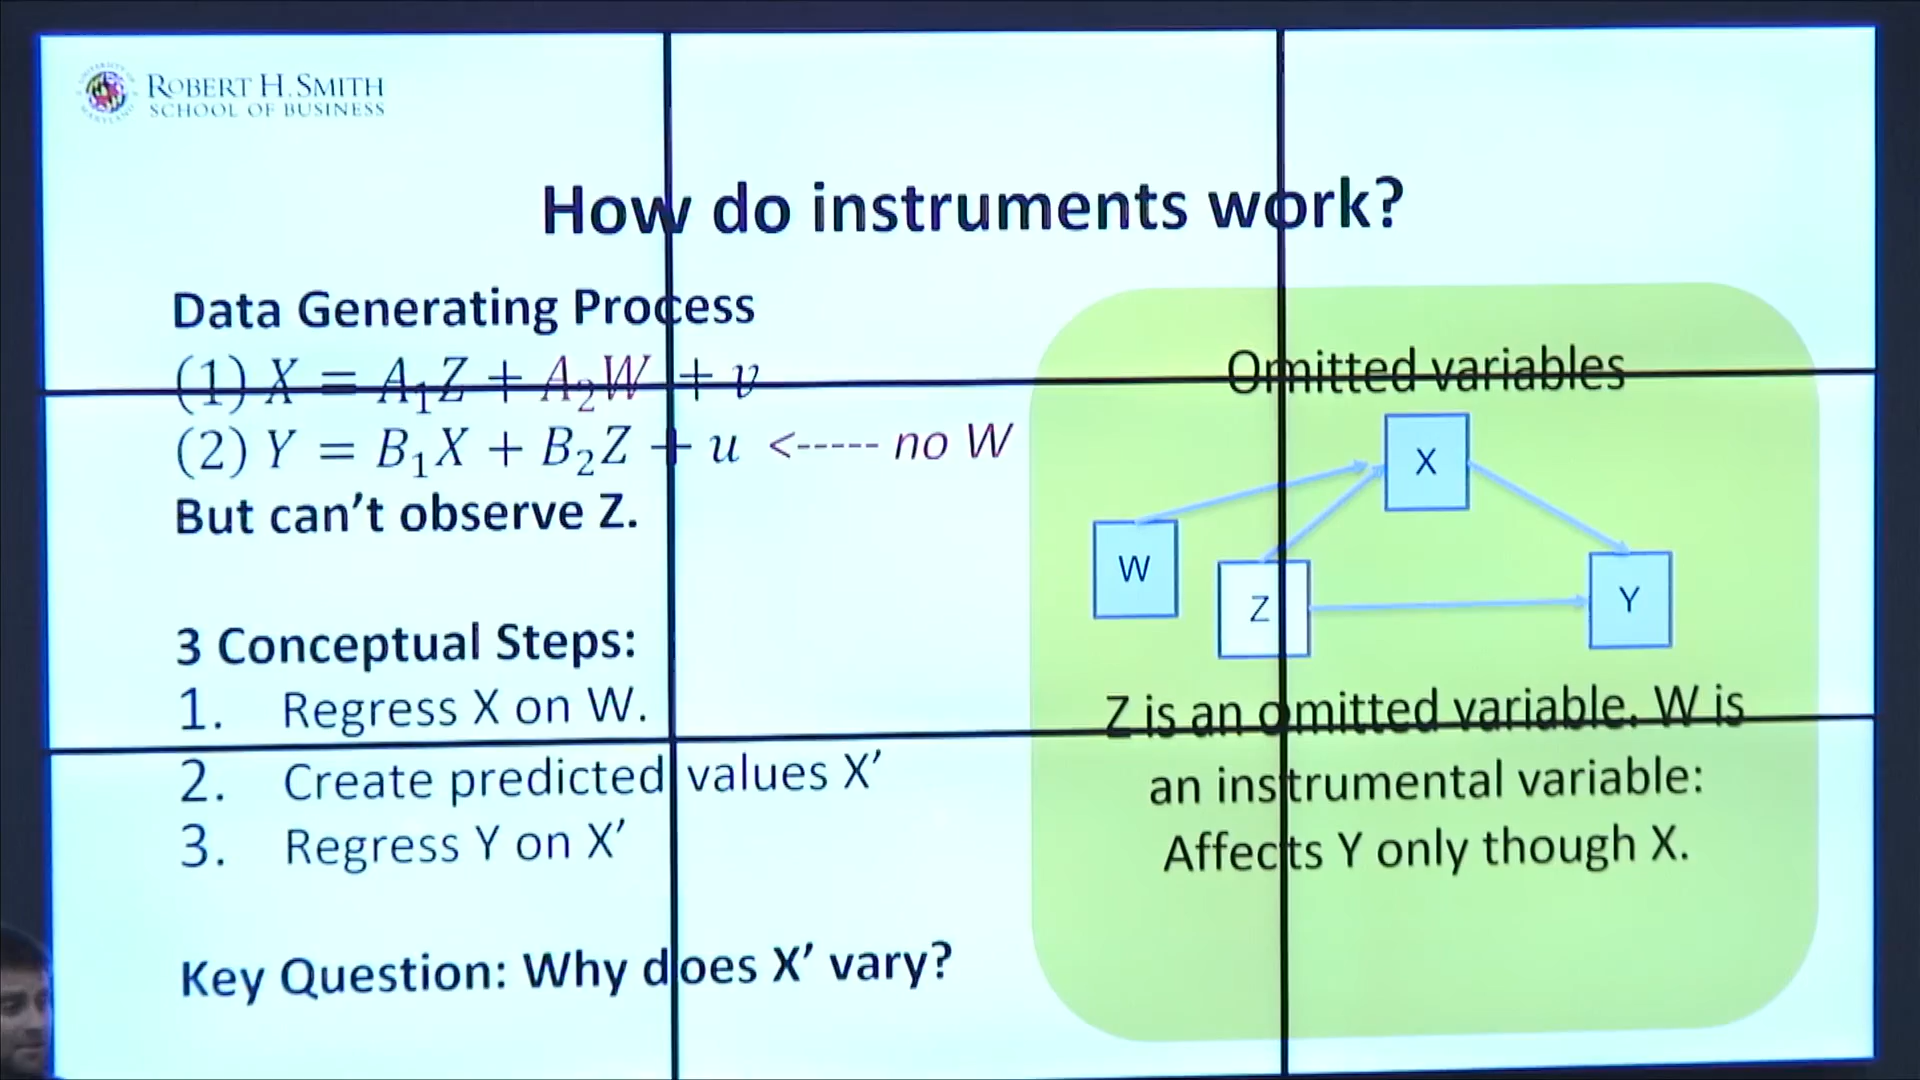 ROBERT H. SMITH
SCHOOL OF BUSINESS
How do instruments work?
Data Generating Process
(1) X = A₁Z + A₂W + v
(2) Y = B₁X + B₂Z + u <----- no W
But can't observe Z.
3 Conceptual Steps:
1. Regress X on W.
2. Create predicted values X′
3. Regress Y on X′
Key Question: Why does X′ vary?
Omitted variables
X
W
Z
Y
Z is an omitted variable. W is
an instrumental variable:
Affects Y only though X.